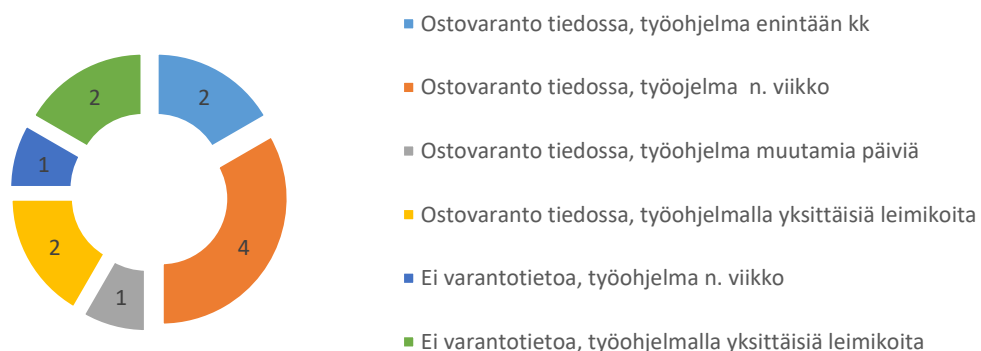 2
2
1
4
2
1
Ostovaranto tiedossa, työohjelma enintään kk
Ostovaranto tiedossa, työojelma n. viikko
Ostovaranto tiedossa, työohjelma muutamia päiviä
Ostovaranto tiedossa, työohjelmalla yksittäisiä leimikoita
Ei varantotietoa, työohjelma n. viikko
Ei varantotietoa, työohjelmalla yksittäisiä leimikoita